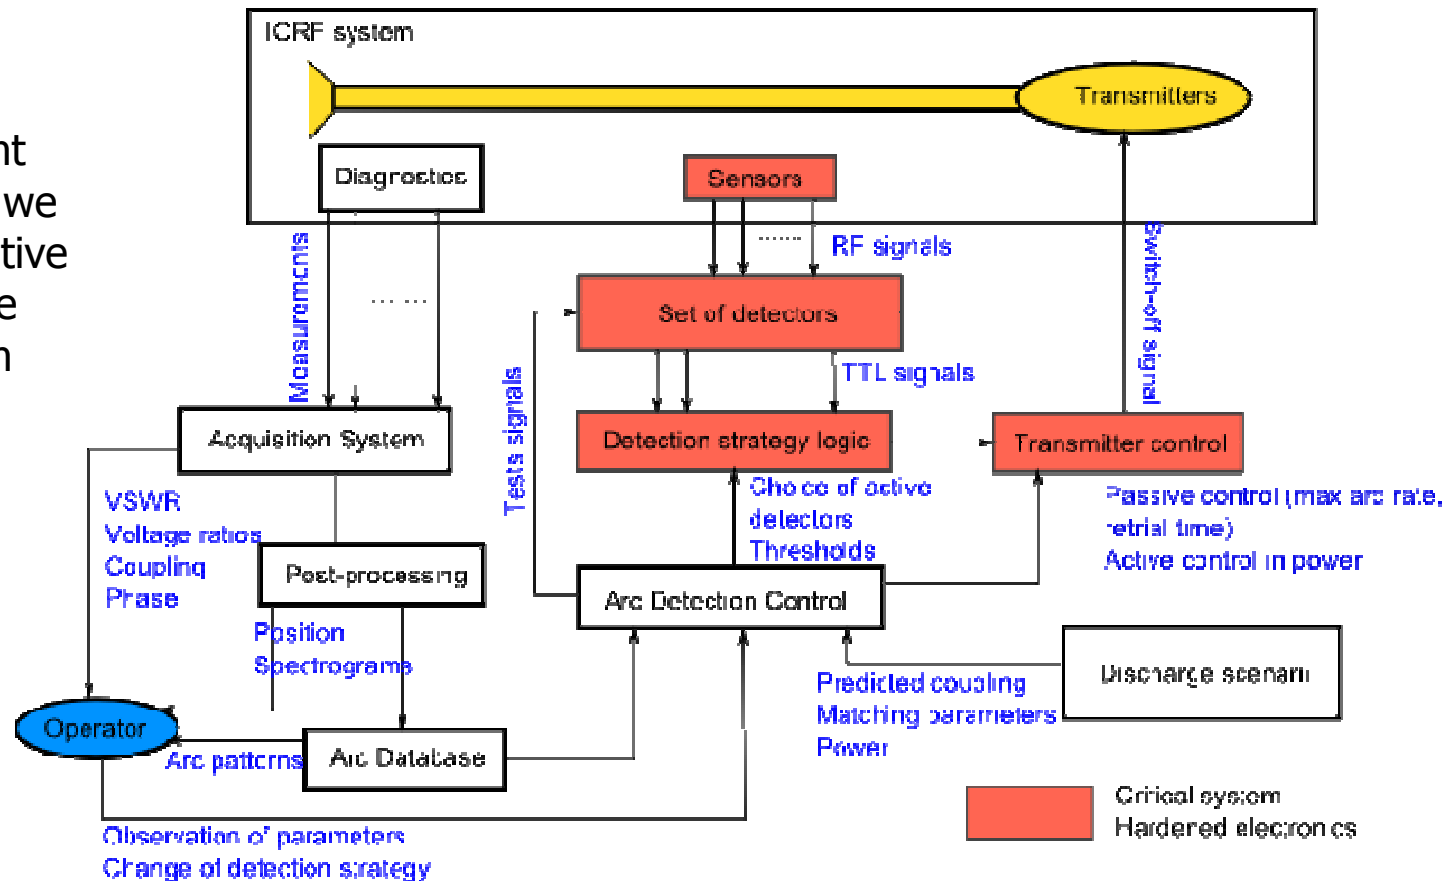 ICRF system
Transmitters
nt
we
tive
e
n
Diagnostics
Sensors
Measurements
RF signals
Switch-off signal
Set of detectors
TTL signals
Tests signals
Acquisition System
Detection strategy logic
Transmitter control
VSWR
Voltage ratios
Coupling
Phase
Choice of active
detectors
Thresholds
Passive control (max arc rate,
retrial time)
Active control in power
Post-processing
Arc Detection Control
Position
Spectrograms
Discharge scenarii
Predicted coupling
Matching parameters
Power
Operator
Arc patterns
Arc Database
Critical system
Hardened electronics
Observation of parameters
Change of detection strategy